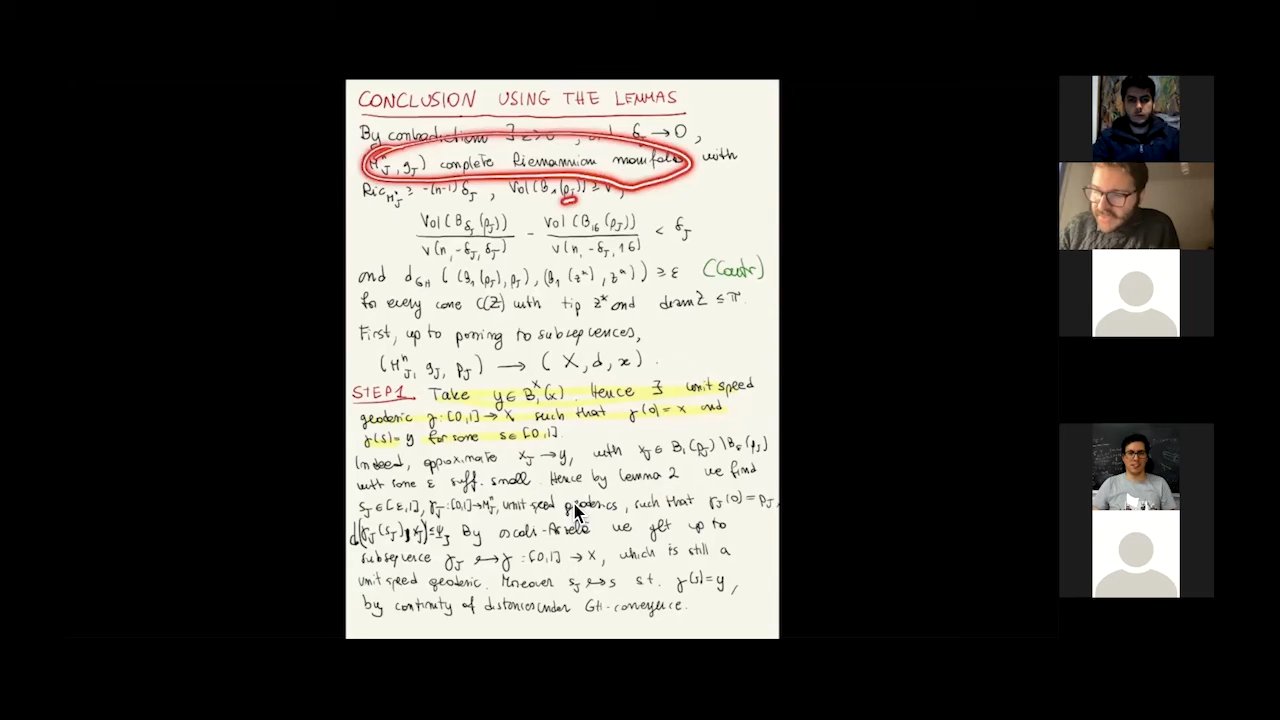 CONCLUSION USING THE LEMMAS
By contradiction ∃ ε>0, and δ_J → 0,
(M^n_J, g_J) complete Riemannian manifolds with
Ric_{M^n_J} ≥ -(n-1)δ_J, Vol(B_1(p_J)) ≥ v,
Vol(B_{δ_J}(p_J))/v(n,-δ_J,δ_J) - Vol(B_{16}(p_J))/v(n,-δ_J,16) < δ_J
and d_{GH}((B_1(p_J),p_J),(B_1(z*),z*)) ≥ ε (Contr)
for every cone C(Z) with tip z* and diam Z ≤ π.
First, up to passing to subsequences,
(M^n_J, g_J, p_J) → (X, d, x).
STEP 1 Take y ∈ B^X_1(x). Hence ∃ unit speed
geodesic γ:[0,1] → X such that γ(0)=x and
γ(s)=y for some s∈[0,1].
Indeed, approximate x_J → y, with x_J ∈ B_1(p_J)\B_ε(p_J)
with some ε suff. small. Hence by Lemma 2 we find
s_J ∈ [ε,1], γ_J:[0,1]→M^n_J, unit speed geodesics, such that γ_J(0)=p_J,
d(γ_J(s_J),x_J) ≤ Ψ_J. By Ascoli-Arzelà we get up to
subsequence γ_J → γ:[0,1] → X, which is still a
unit speed geodesic. Moreover s_J → s s.t. γ(s)=y,
by continuity of distances under GH-convergence.